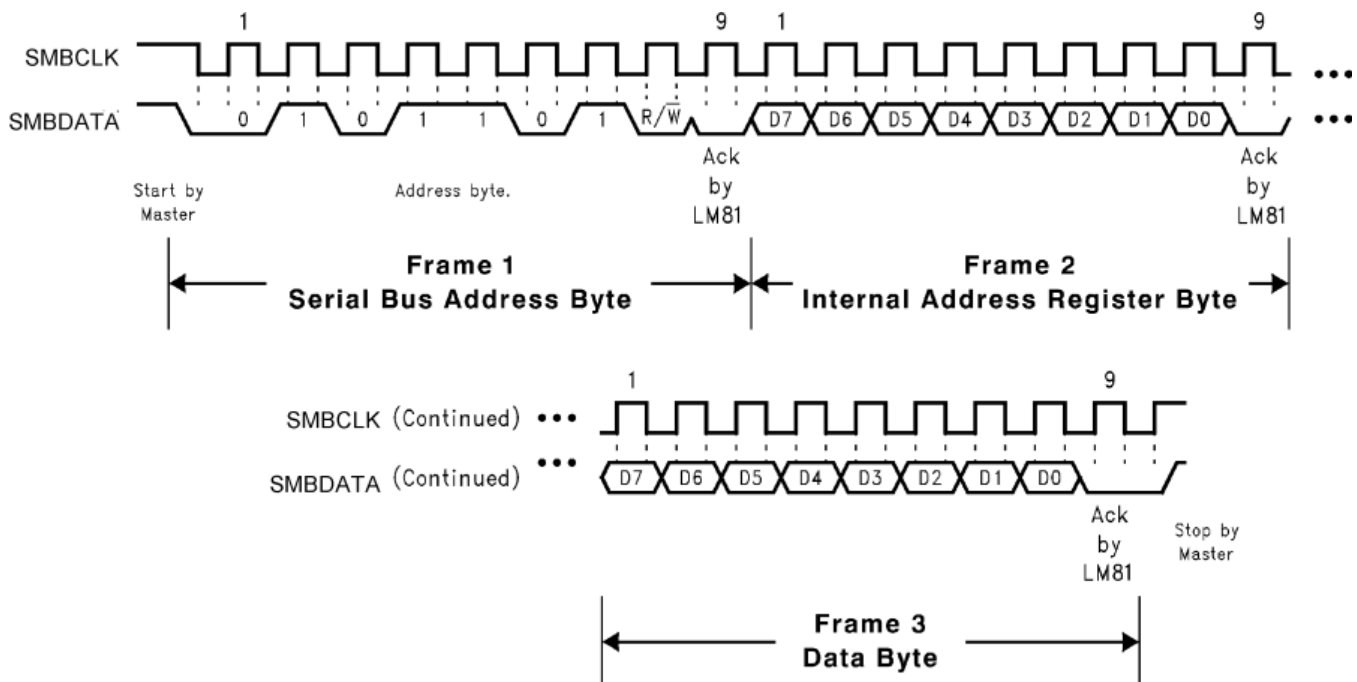 1 9 1 9
SMBCLK •••
SMBDATA 0 1 0 1 1 0 1 R/W̅ D7 D6 D5 D4 D3 D2 D1 D0 •••
Start by
Master
Address byte.
Ack
by
LM81
Ack
by
LM81
Frame 1
Serial Bus Address Byte
Frame 2
Internal Address Register Byte
1 9
SMBCLK (Continued) •••
SMBDATA (Continued) ••• D7 D6 D5 D4 D3 D2 D1 D0
Ack
by
LM81
Stop by
Master
Frame 3
Data Byte